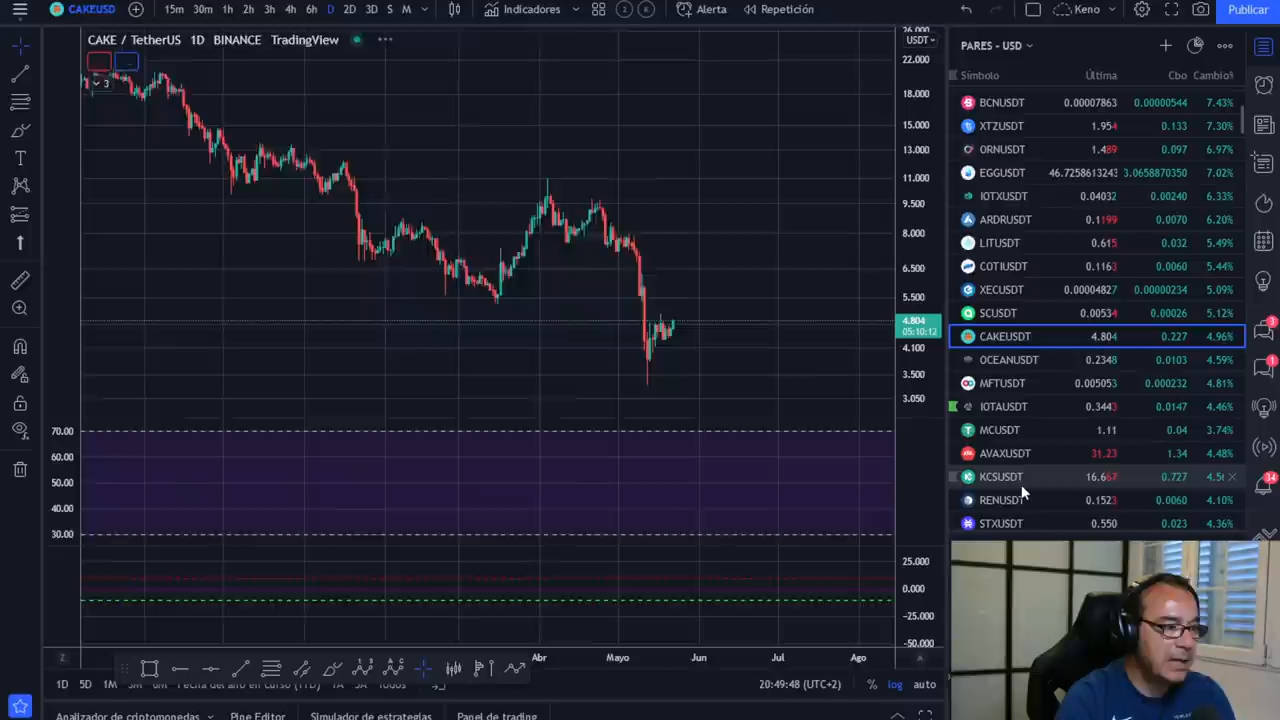 CAKEUSD 15m 30m 1h 2h 3h 4h 6h D 2D 3D S M Indicadores Alerta Repetición Keno Publicar
CAKE / TetherUS 1D BINANCE TradingView
3
USDT
26.000
22.000
18.000
15.000
13.000
11.000
9.500
8.000
6.500
5.500
4.804
05:10:12
4.100
3.500
3.050
70.00
60.00
50.00
40.00
30.00
25.000
0.000
−25.000
−50.000
Abr Mayo Jun Jul Ago
1D 5D 1M 20:49:48 (UTC+2) % log auto
Analizador de criptomonedas Pine Editor Simulador de estrategias Papel de trading
PARES - USD
Símbolo Última Cbo Cambio%
BCNUSDT 0.00007863 0.00000544 7.43%
XTZUSDT 1.954 0.133 7.30%
ORNUSDT 1.489 0.097 6.97%
EGGUSDT 46.7258613243 3.0658870350 7.02%
IOTXUSDT 0.04032 0.00240 6.33%
ARDRUSDT 0.1199 0.0070 6.20%
LITUSDT 0.615 0.032 5.49%
COTIUSDT 0.1163 0.0060 5.44%
XECUSDT 0.00004827 0.00000234 5.09%
SCUSDT 0.00534 0.00026 5.12%
CAKEUSDT 4.804 0.227 4.96%
OCEANUSDT 0.2348 0.0103 4.59%
MFTUSDT 0.005053 0.000232 4.81%
IOTAUSDT 0.3443 0.0147 4.46%
MCUSDT 1.11 0.04 3.74%
AVAXUSDT 31.23 1.34 4.48%
KCSUSDT 16.667 0.727 4.5
RENUSDT 0.1523 0.0060 4.10%
STXUSDT 0.550 0.023 4.36%
3
1
34